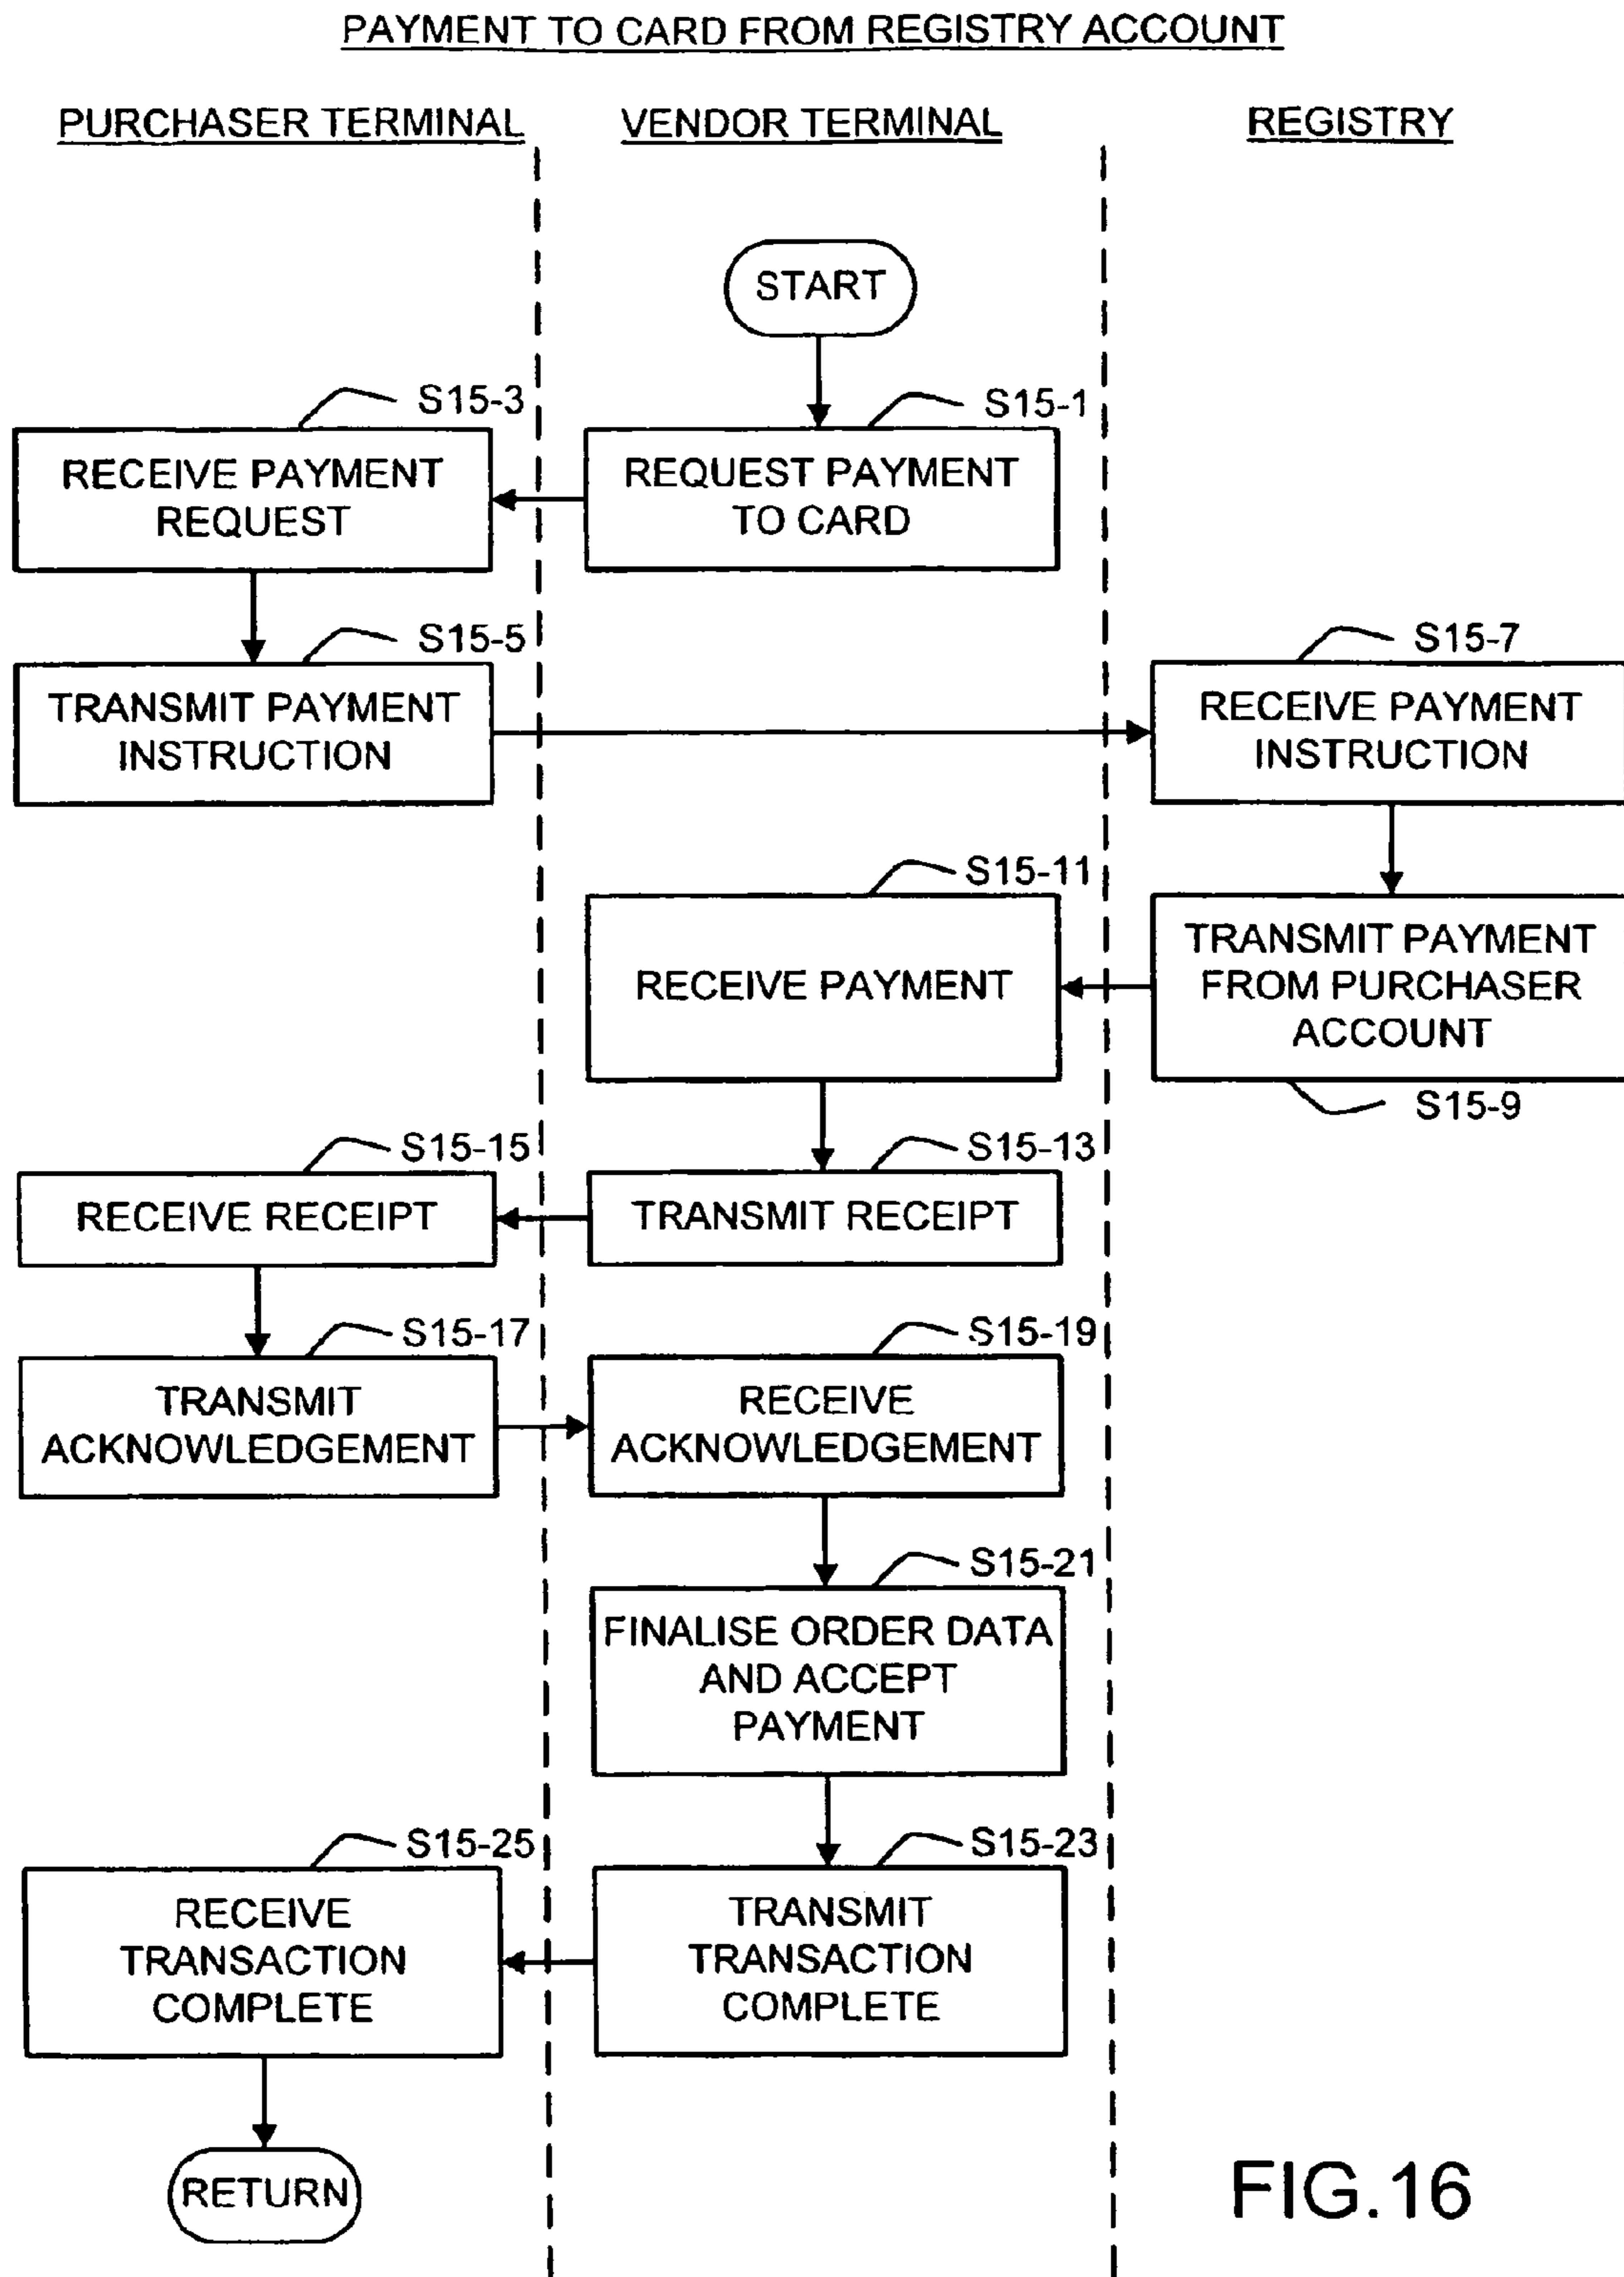 PAYMENT TO CARD FROM REGISTRY ACCOUNT
PURCHASER TERMINAL
VENDOR TERMINAL
REGISTRY
START
S15-3
S15-1
RECEIVE PAYMENT
REQUEST
REQUEST PAYMENT
TO CARD
S15-5
S15-7
TRANSMIT PAYMENT
INSTRUCTION
RECEIVE PAYMENT
INSTRUCTION
S15-11
RECEIVE PAYMENT
TRANSMIT PAYMENT
FROM PURCHASER
ACCOUNT
S15-9
S15-15
S15-13
RECEIVE RECEIPT
TRANSMIT RECEIPT
S15-17
S15-19
TRANSMIT
ACKNOWLEDGEMENT
RECEIVE
ACKNOWLEDGEMENT
S15-21
FINALISE ORDER DATA
AND ACCEPT
PAYMENT
S15-25
S15-23
RECEIVE
TRANSACTION
COMPLETE
TRANSMIT
TRANSACTION
COMPLETE
RETURN
FIG.16